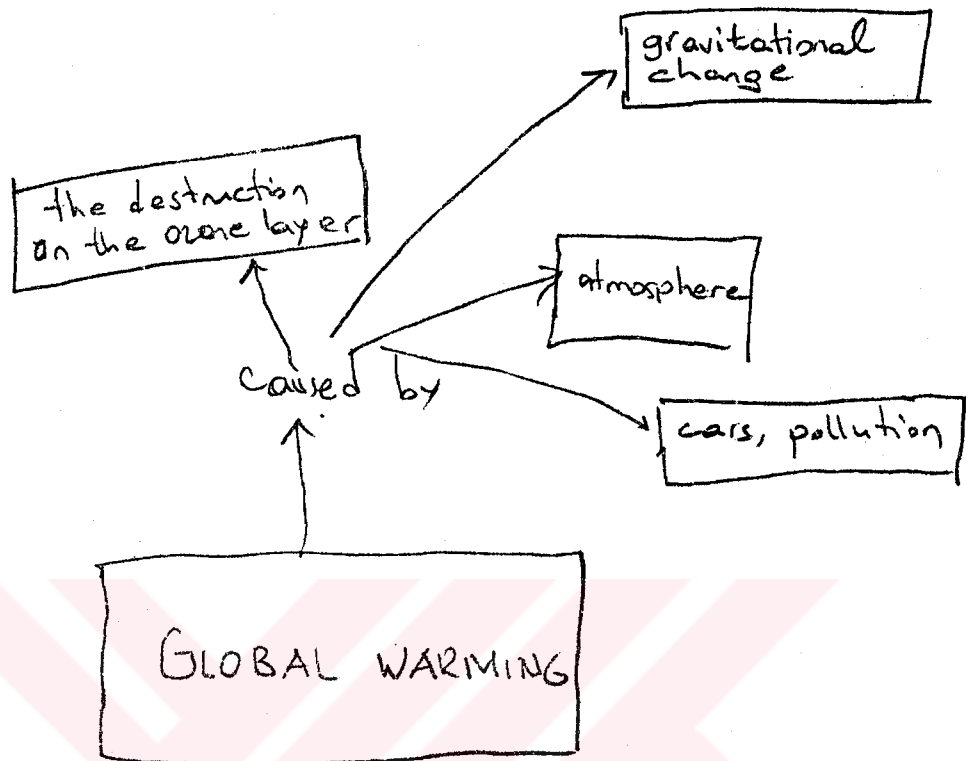 gravitational
change
the destruction
on the ozone layer
atmosphere
caused by
cars, pollution
GLOBAL WARMING